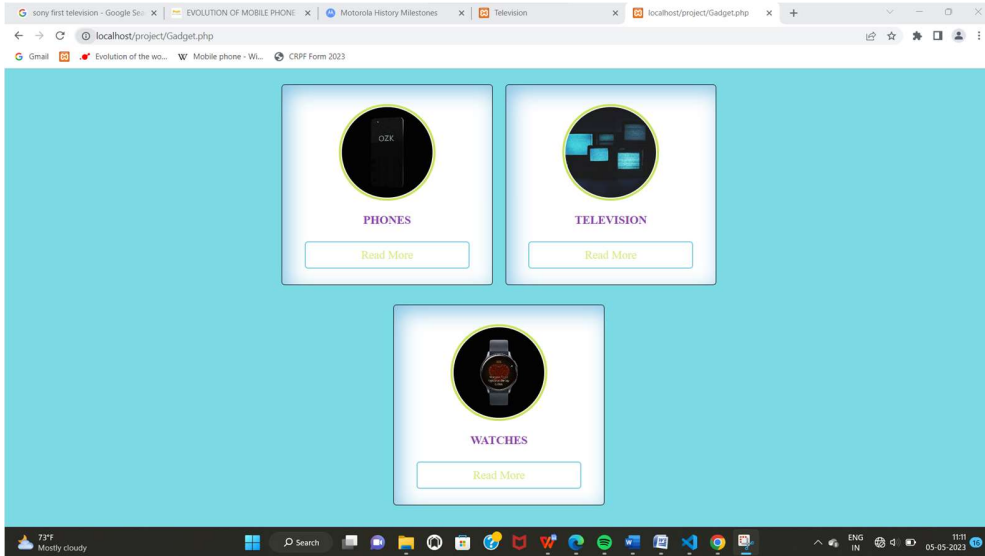 sony first television - Google Sea
EVOLUTION OF MOBILE PHONE
Motorola History Milestones
Television
localhost/project/Gadget.php
localhost/project/Gadget.php
Gmail
Evolution of the wo...
Mobile phone - Wi...
CRPF Form 2023
OZK
PHONES
TELEVISION
Read More
Read More
WATCHES
Read More
73°F
Mostly cloudy
Search
ENG
IN
11:11
05-05-2023
16